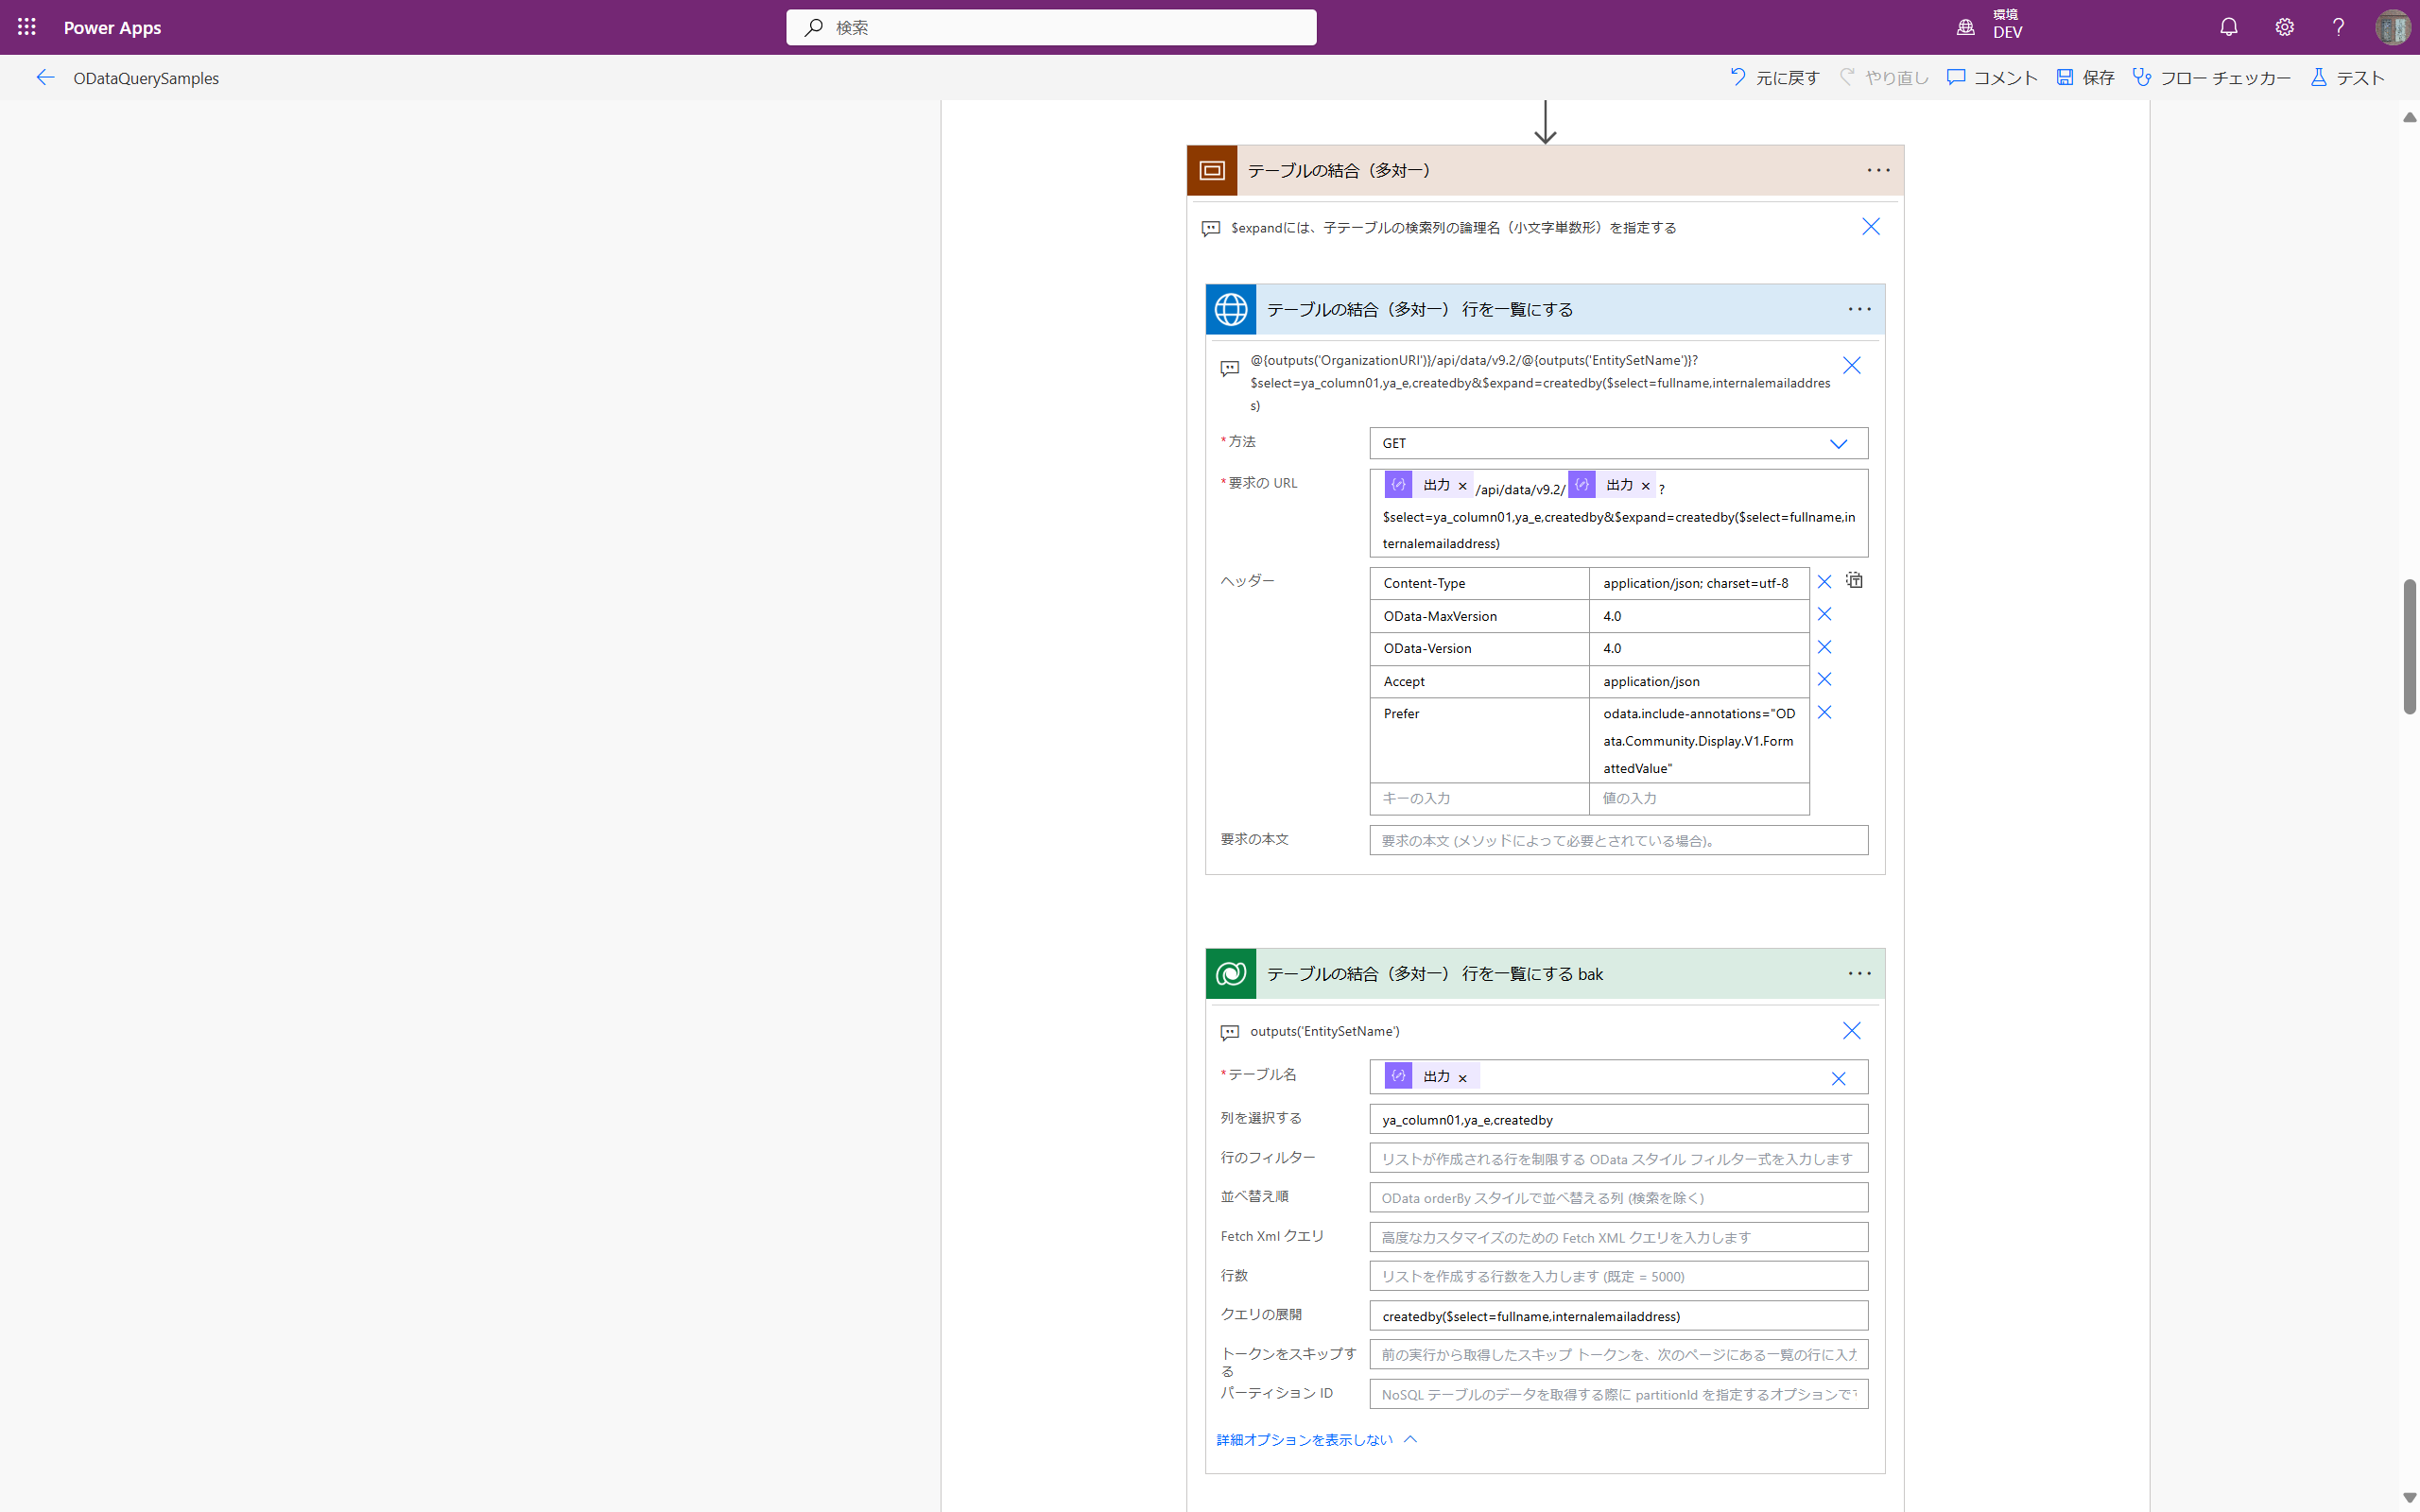 Power Apps
検索
環境
DEV
ODataQuerySamples
元に戻す
やり直し
コメント
保存
フロー チェッカー
テスト
テーブルの結合（多対一）
$expandには、子テーブルの検索列の論理名（小文字単数形）を指定する
テーブルの結合（多対一） 行を一覧にする
@{outputs('OrganizationURI')}/api/data/v9.2/@{outputs('EntitySetName')}?
$select=ya_column01,ya_e,createdby&$expand=createdby($select=fullname,internalemailaddres
s)
*方法
GET
*要求の URL
出力 × /api/data/v9.2/ 出力 × ?
$select=ya_column01,ya_e,createdby&$expand=createdby($select=fullname,in
ternalemailaddress)
ヘッダー
Content-Type application/json; charset=utf-8
OData-MaxVersion 4.0
OData-Version 4.0
Accept application/json
Prefer odata.include-annotations="OD
ata.Community.Display.V1.Form
attedValue"
キーの入力 値の入力
要求の本文
要求の本文 (メソッドによって必要とされている場合)。
テーブルの結合（多対一） 行を一覧にする bak
outputs('EntitySetName')
*テーブル名
出力 ×
列を選択する
ya_column01,ya_e,createdby
行のフィルター
リストが作成される行を制限する OData スタイル フィルター式を入力します
並べ替え順
OData orderBy スタイルで並べ替える列 (検索を除く)
Fetch Xml クエリ
高度なカスタマイズのための Fetch XML クエリを入力します
行数
リストを作成する行数を入力します (既定 = 5000)
クエリの展開
createdby($select=fullname,internalemailaddress)
トークンをスキップす
る
前の実行から取得したスキップ トークンを、次のページにある一覧の行に入力
パーティション ID
NoSQL テーブルのデータを取得する際に partitionId を指定するオプションで
詳細オプションを表示しない